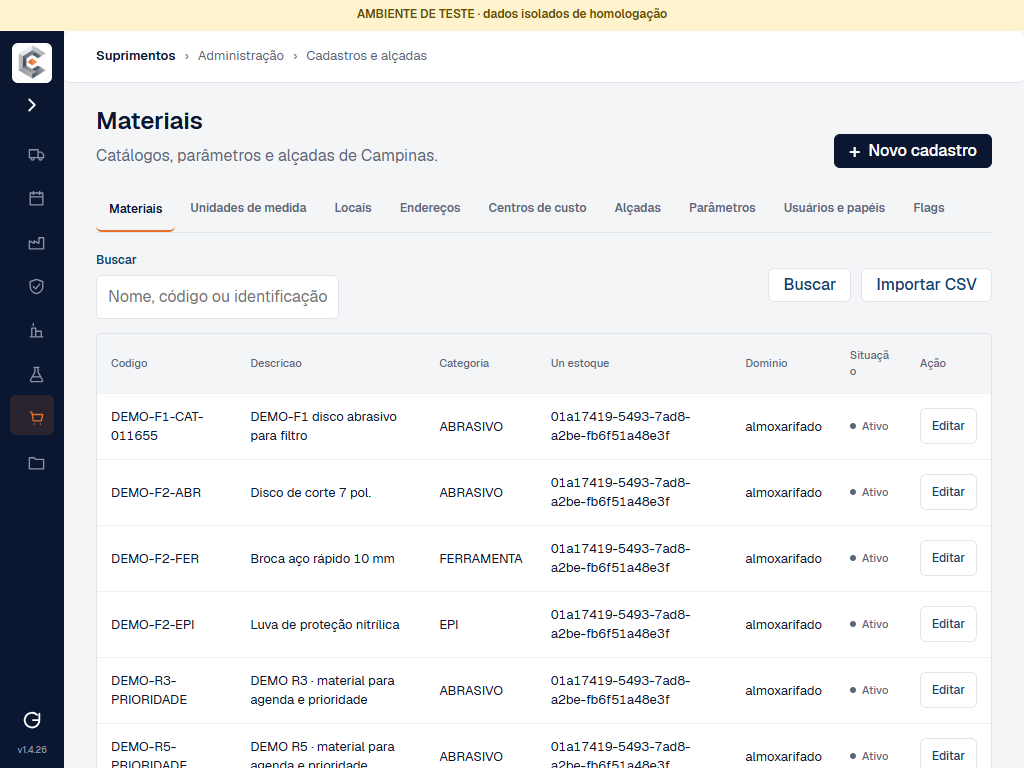 AMBIENTE DE TESTE · dados isolados de homologação
Suprimentos › Administração › Cadastros e alçadas
Materiais
Catálogos, parâmetros e alçadas de Campinas.
+ Novo cadastro
Materiais Unidades de medida Locais Endereços Centros de custo Alçadas Parâmetros Usuários e papéis Flags
Buscar
Nome, código ou identificação
Buscar Importar CSV
Codigo Descricao Categoria Un estoque Dominio Situaçã
o Ação
DEMO-F1-CAT-
011655
DEMO-F1 disco abrasivo
para filtro
ABRASIVO
01a17419-5493-7ad8-
a2be-fb6f51a48e3f
almoxarifado
Ativo
Editar
DEMO-F2-ABR
Disco de corte 7 pol.
ABRASIVO
01a17419-5493-7ad8-
a2be-fb6f51a48e3f
almoxarifado
Ativo
Editar
DEMO-F2-FER
Broca aço rápido 10 mm
FERRAMENTA
01a17419-5493-7ad8-
a2be-fb6f51a48e3f
almoxarifado
Ativo
Editar
DEMO-F2-EPI
Luva de proteção nitrílica
EPI
01a17419-5493-7ad8-
a2be-fb6f51a48e3f
almoxarifado
Ativo
Editar
DEMO-R3-
PRIORIDADE
DEMO R3 · material para
agenda e prioridade
ABRASIVO
01a17419-5493-7ad8-
a2be-fb6f51a48e3f
almoxarifado
Ativo
Editar
DEMO-R5-
PRIORIDADE
DEMO R5 · material para
agenda e prioridade
ABRASIVO
01a17419-5493-7ad8-
a2be-fb6f51a48e3f
almoxarifado
Ativo
Editar
v1.4.26